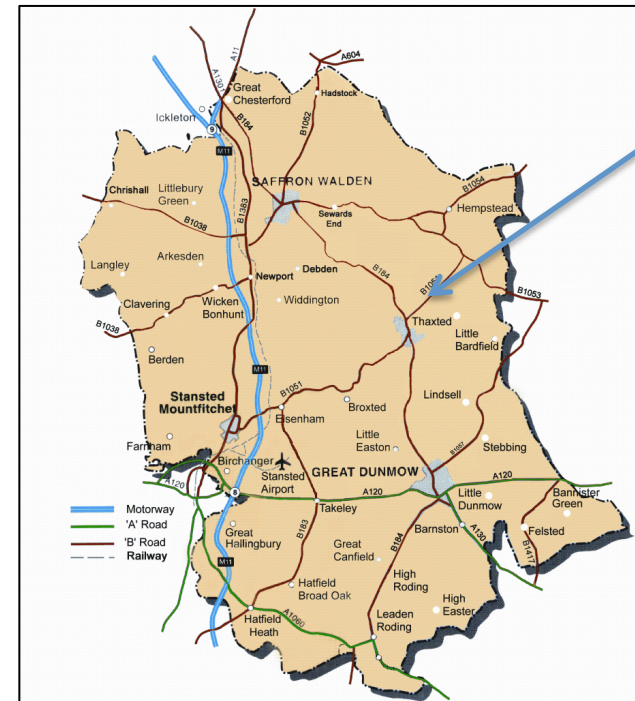 A604
A11
A1301
Great
Chesterford
Hadstock
Ickleton
B184
B1052
9
M11
SAFFRON WALDEN
B1054
Chrishall
Littlebury
Green
B1383
Sewards
End
Hempstead
B1038
Arkesden
Langley
Debden
B184
Newport
B1053
Clavering
Wicken
Bonhunt
Widdington
Thaxted
Little
Bardfield
B1038
Berden
M11
Stansted
Mountfitchet
B1051
Elsenham
Broxted
Lindsell
Little
Easton
B1057
Stebbing
Farnham
Birchanger
Stansted
Airport
GREAT DUNMOW
A120
A120
8
A120
Takeley
Little
Dunmow
Bannister
Green
Motorway
'A' Road
'B' Road
Railway
Great
Hallingbury
B183
Great
Canfield
B184
Barnston
A130
Felsted
B1417
M11
Hatfield
Broad Oak
High
Roding
High
Easter
Hatfield
Heath
A1060
Leaden
Roding